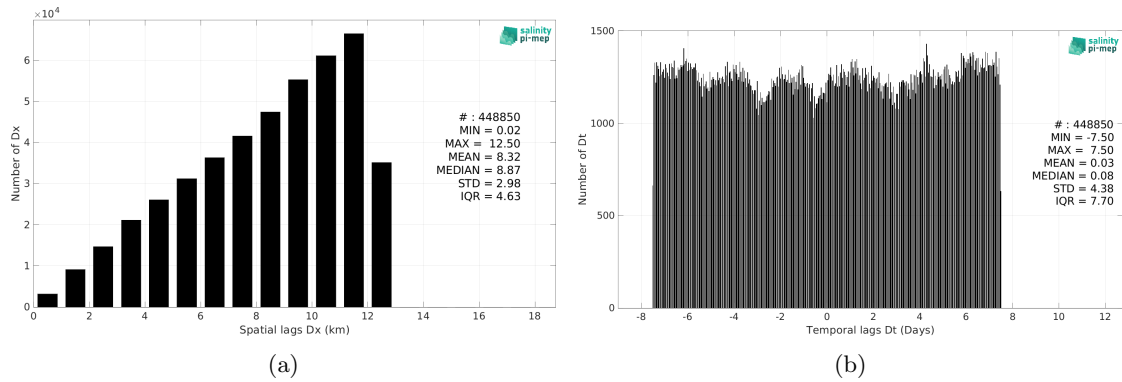 ×10⁴
6
5
4
3
2
1
0
Number of Dx
0 2 4 6 8 10 12 14 16 18
Spatial lags Dx (km)
salinity
pi-mep
# : 448850
MIN = 0.02
MAX = 12.50
MEAN = 8.32
MEDIAN = 8.87
STD = 2.98
IQR = 4.63
(a)
1500
1000
500
0
Number of Dt
-8 -6 -4 -2 0 2 4 6 8 10 12
Temporal lags Dt (Days)
salinity
pi-mep
# : 448850
MIN = -7.50
MAX = 7.50
MEAN = 0.03
MEDIAN = 0.08
STD = 4.38
IQR = 7.70
(b)